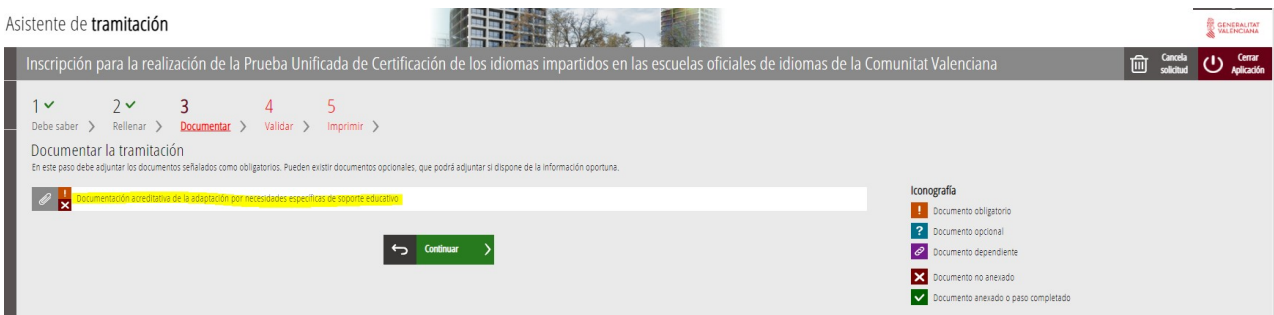 Asistente de tramitación
GENERALITAT
VALENCIANA
Inscripción para la realización de la Prueba Unificada de Certificación de los idiomas impartidos en las escuelas oficiales de idiomas de la Comunitat Valenciana
Cancela
solicitud
Cerrar
Aplicación
1 2 3 4 5
Debe saber Rellenar Documentar Validar Imprimir
Documentar la tramitación
En este paso debe adjuntar los documentos señalados como obligatorios. Pueden existir documentos opcionales, que podrá adjuntar si dispone de la información oportuna.
Documentación acreditativa de la adaptación por necesidades específicas de soporte educativo
Continuar
Iconografía
! Documento obligatorio
? Documento opcional
Documento dependiente
Documento no anexado
Documento anexado o paso completado